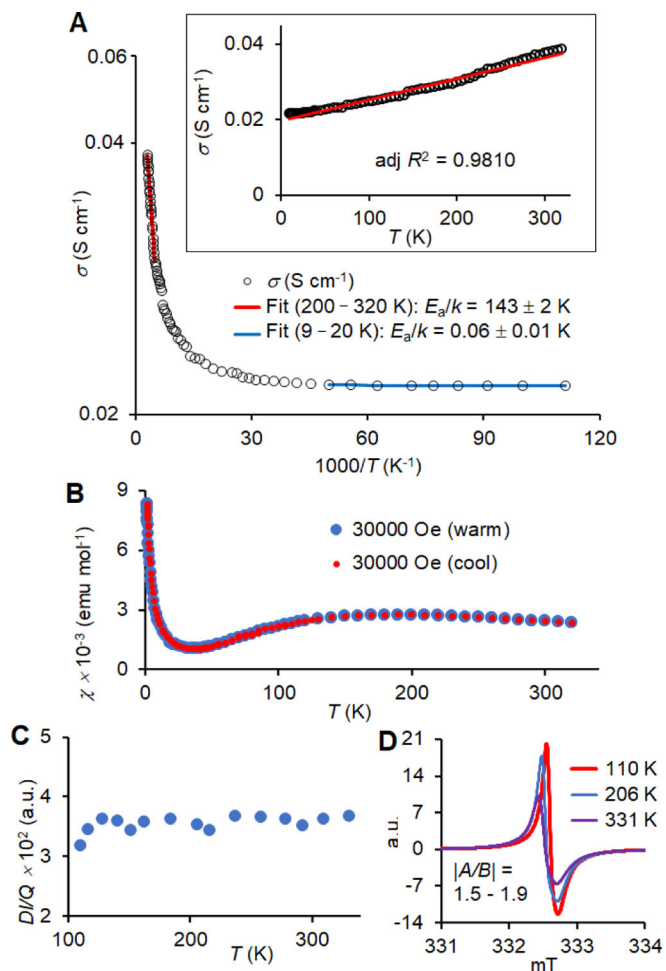 A
0.06
0.04
0.02
σ (S cm⁻¹)
0.04
0.02
0
σ (S cm⁻¹)
adj R² = 0.9810
0 100 200 300
T (K)
σ (S cm⁻¹)
Fit (200 – 320 K): Eₐ/k = 143 ± 2 K
Fit (9 – 20 K): Eₐ/k = 0.06 ± 0.01 K
0 30 60 90 120
1000/T (K⁻¹)
B
9
6
3
0
χ × 10⁻³ (emu mol⁻¹)
30000 Oe (warm)
30000 Oe (cool)
0 100 200 300
T (K)
C
5
4
3
2
DI/Q × 10² (a.u.)
100 200 300
T (K)
D
21
14
7
0
-7
-14
a.u.
110 K
206 K
331 K
|A/B| =
1.5 - 1.9
331 332 333 334
mT